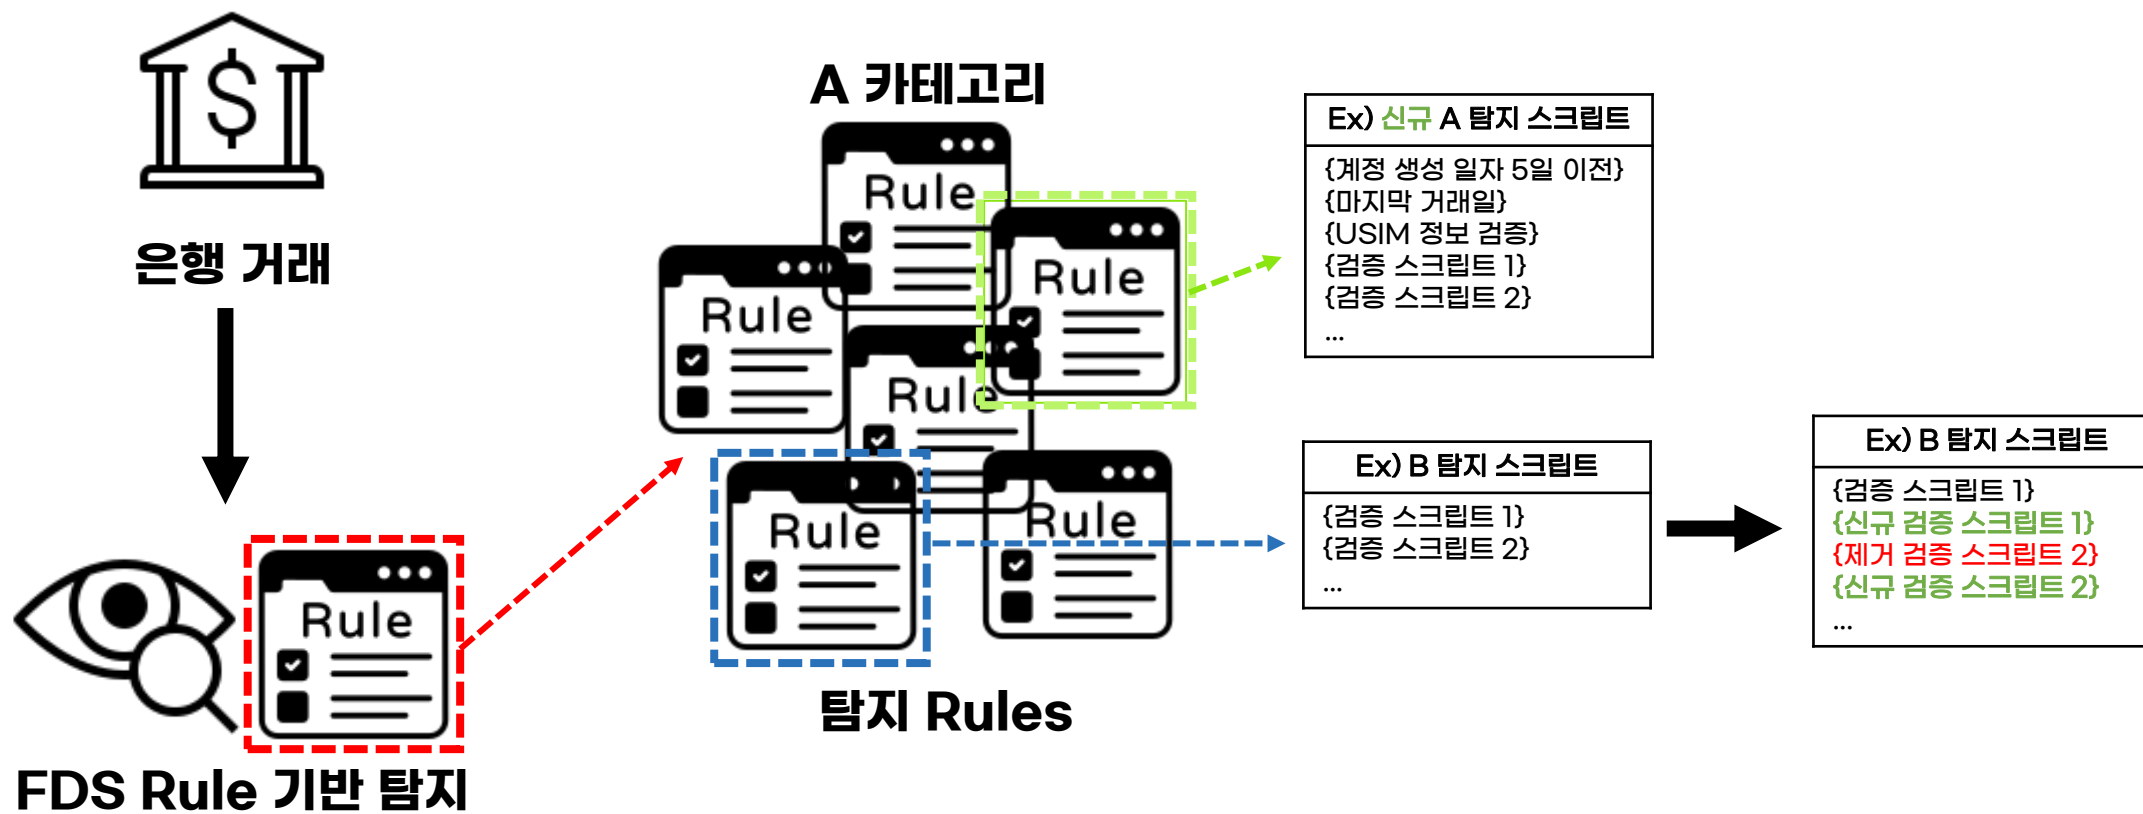 은행 거래
FDS Rule 기반 탐지
Rule
A 카테고리
Rule
Rule
Rule
Rule
Rule
Rule
탐지 Rules
Ex) 신규 A 탐지 스크립트
{계정 생성 일자 5일 이전}
{마지막 거래일}
{USIM 정보 검증}
{검증 스크립트 1}
{검증 스크립트 2}
...
Ex) B 탐지 스크립트
{검증 스크립트 1}
{검증 스크립트 2}
...
Ex) B 탐지 스크립트
{검증 스크립트 1}
{신규 검증 스크립트 1}
{제거 검증 스크립트 2}
{신규 검증 스크립트 2}
...